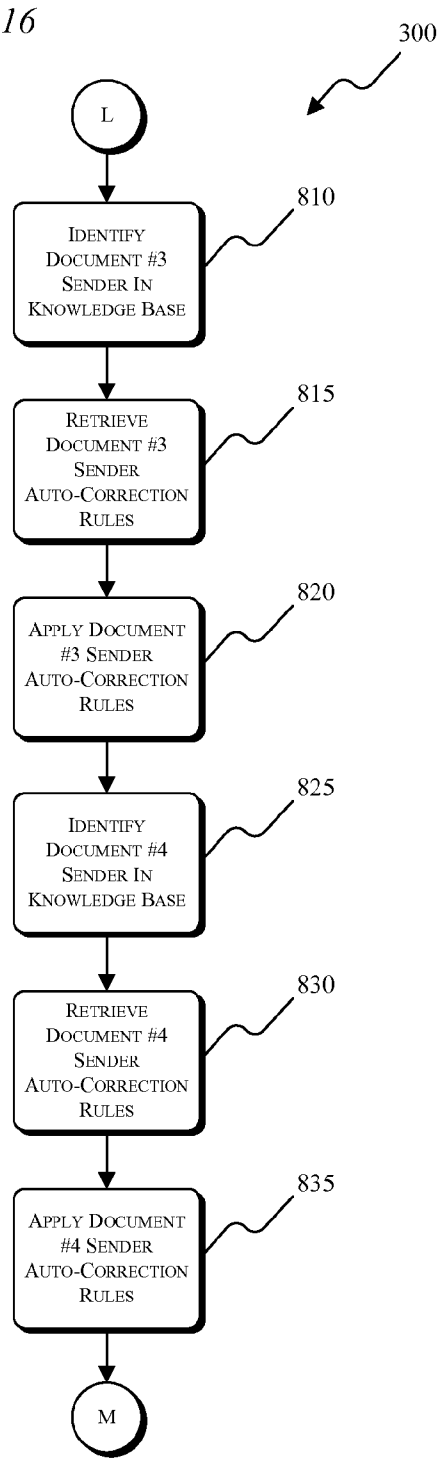 16
300
L
810
IDENTIFY
DOCUMENT #3
SENDER IN
KNOWLEDGE BASE
815
RETRIEVE
DOCUMENT #3
SENDER
AUTO-CORRECTION
RULES
820
APPLY DOCUMENT
#3 SENDER
AUTO-CORRECTION
RULES
825
IDENTIFY
DOCUMENT #4
SENDER IN
KNOWLEDGE BASE
830
RETRIEVE
DOCUMENT #4
SENDER
AUTO-CORRECTION
RULES
835
APPLY DOCUMENT
#4 SENDER
AUTO-CORRECTION
RULES
M